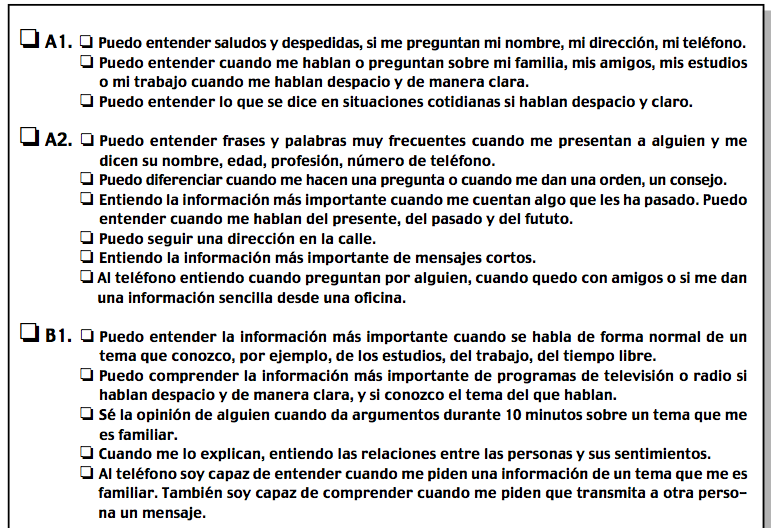 ❏ A1. ❏ Puedo entender saludos y despedidas, si me preguntan mi nombre, mi dirección, mi teléfono.
❏ Puedo entender cuando me hablan o preguntan sobre mi familia, mis amigos, mis estudios
o mi trabajo cuando me hablan despacio y de manera clara.
❏ Puedo entender lo que se dice en situaciones cotidianas si hablan despacio y claro.
❏ A2. ❏ Puedo entender frases y palabras muy frecuentes cuando me presentan a alguien y me
dicen su nombre, edad, profesión, número de teléfono.
❏ Puedo diferenciar cuando me hacen una pregunta o cuando me dan una orden, un consejo.
❏ Entiendo la información más importante cuando me cuentan algo que les ha pasado. Puedo
entender cuando me hablan del presente, del pasado y del fututo.
❏ Puedo seguir una dirección en la calle.
❏ Entiendo la información más importante de mensajes cortos.
❏ Al teléfono entiendo cuando preguntan por alguien, cuando quedo con amigos o si me dan
una información sencilla desde una oficina.
❏ B1. ❏ Puedo entender la información más importante cuando se habla de forma normal de un
tema que conozco, por ejemplo, de los estudios, del trabajo, del tiempo libre.
❏ Puedo comprender la información más importante de programas de televisión o radio si
hablan despacio y de manera clara, y si conozco el tema del que hablan.
❏ Sé la opinión de alguien cuando da argumentos durante 10 minutos sobre un tema que me
es familiar.
❏ Cuando me lo explican, entiendo las relaciones entre las personas y sus sentimientos.
❏ Al teléfono soy capaz de entender cuando me piden una información de un tema que me es
familiar. También soy capaz de comprender cuando me piden que transmita a otra perso-
na un mensaje.